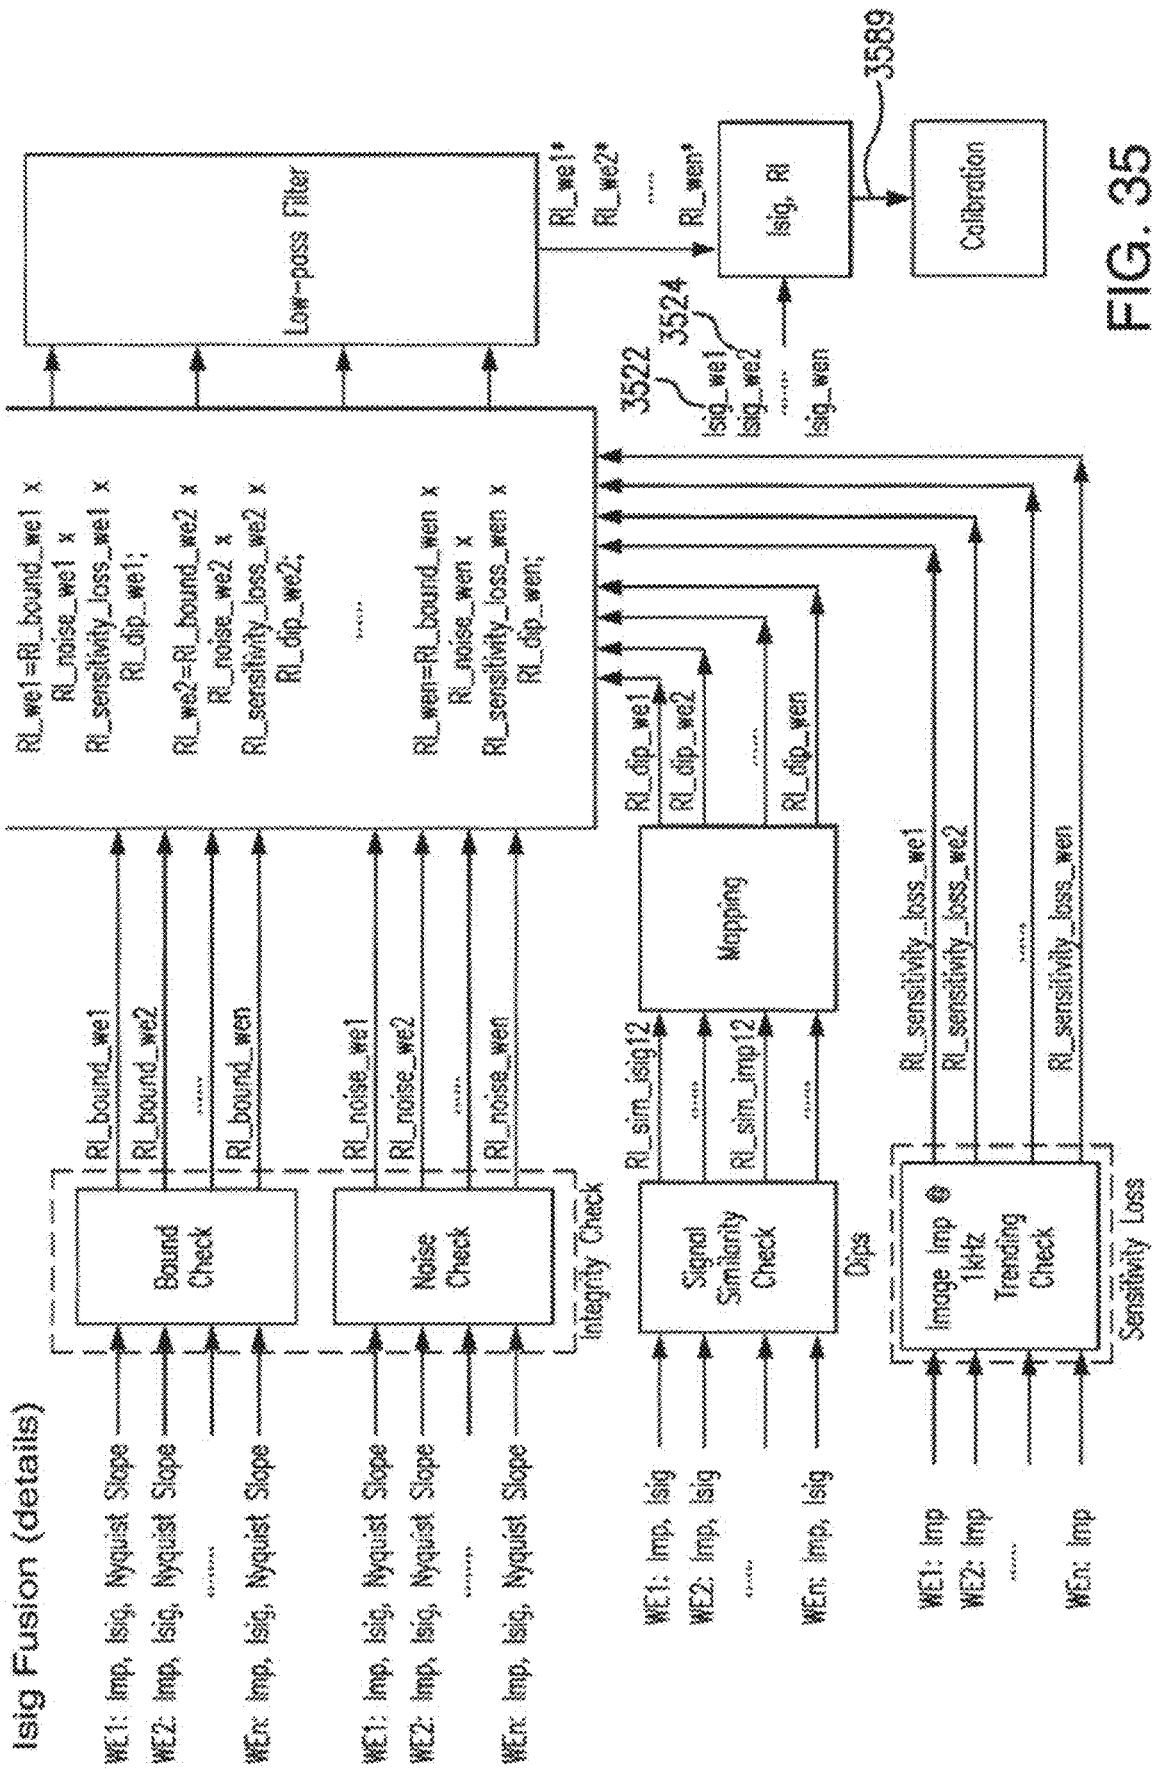 Isig Fusion (details)
WE1: Imp, Isig, Nyquist Slope
WE2: Imp, Isig, Nyquist Slope
......
WEn: Imp, Isig, Nyquist Slope
WE1: Imp, Isig, Nyquist Slope
WE2: Imp, Isig, Nyquist Slope
......
WEn: Imp, Isig, Nyquist Slope
WE1: Imp, Isig
WE2: Imp, Isig
......
WEn: Imp, Isig
WE1: Imp
WE2: Imp
......
WEn: Imp
Bound
Check
Noise
Check
Integrity Check
Signal
Similarity
Check
Dips
Image Imp @
1kHz
Trending
Check
Sensitivity Loss
RI_bound_we1
RI_bound_we2
......
RI_bound_wen
RI_noise_we1
RI_noise_we2
......
RI_noise_wen
RI_sim_isig12
......
RI_sim_imp12
......
Mapping
RI_dip_we1
RI_dip_we2
......
RI_dip_wen
RI_sensitivity_loss_we1
RI_sensitivity_loss_we2
......
RI_sensitivity_loss_wen
RI_we1=RI_bound_we1 x
RI_noise_we1 x
RI_sensitivity_loss_we1 x
RI_dip_we1;
RI_we2=RI_bound_we2 x
RI_noise_we2 x
RI_sensitivity_loss_we2 x
RI_dip_we2;
......
RI_wen=RI_bound_wen x
RI_noise_wen x
RI_sensitivity_loss_wen x
RI_dip_wen;
Low-pass Filter
RI_we1*
RI_we2*
......
RI_wen*
3522
3524
Isig_we1
Isig_we2
......
Isig_wen
Isig, RI
3589
Calibration
FIG. 35